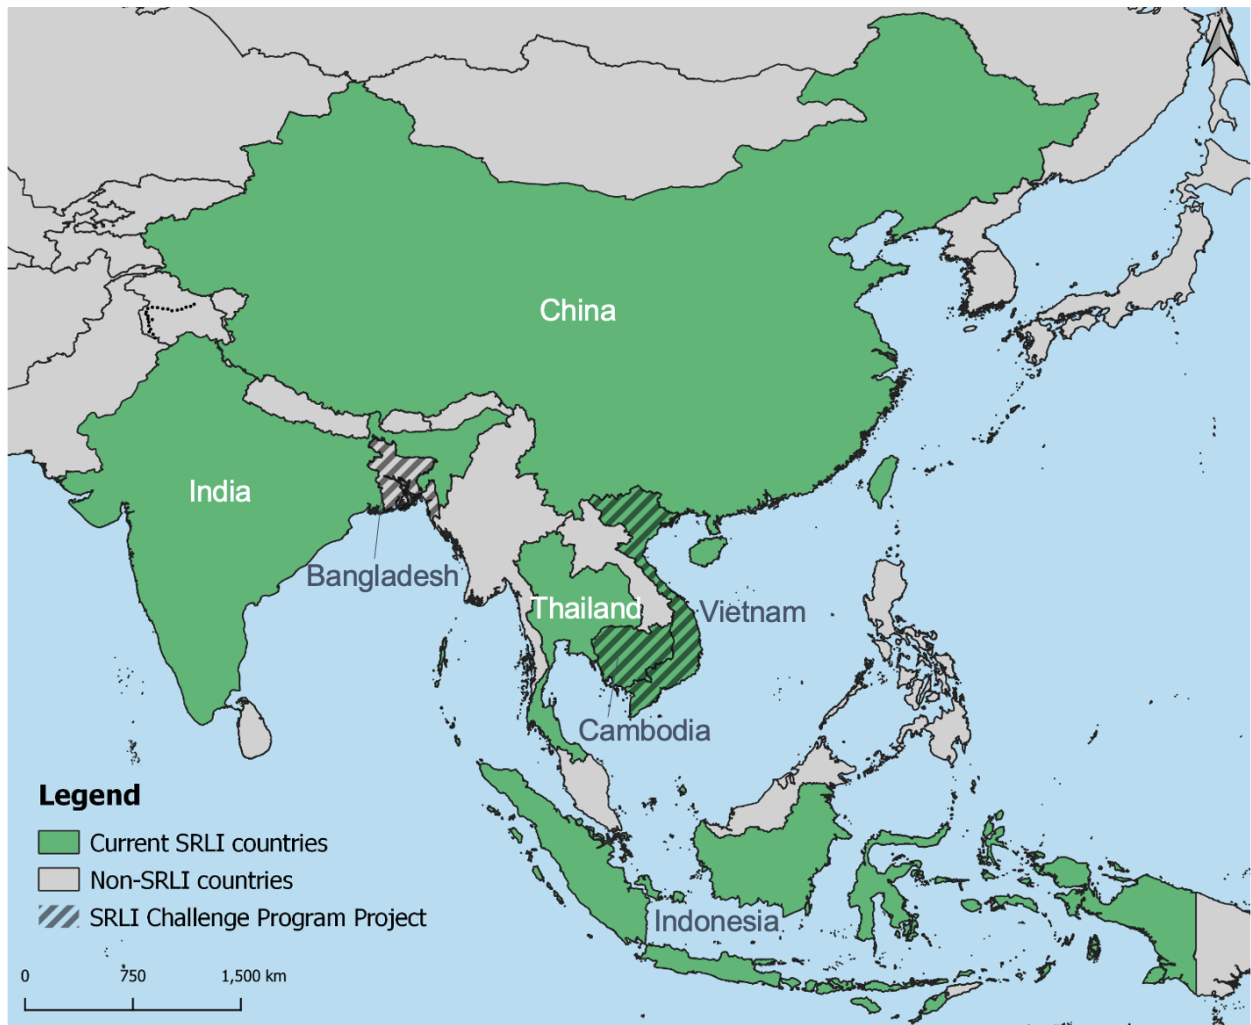 China
India
Bangladesh
Thailand
Vietnam
Cambodia
Indonesia
Legend
Current SRLI countries
Non-SRLI countries
SRLI Challenge Program Project
0 750 1,500 km